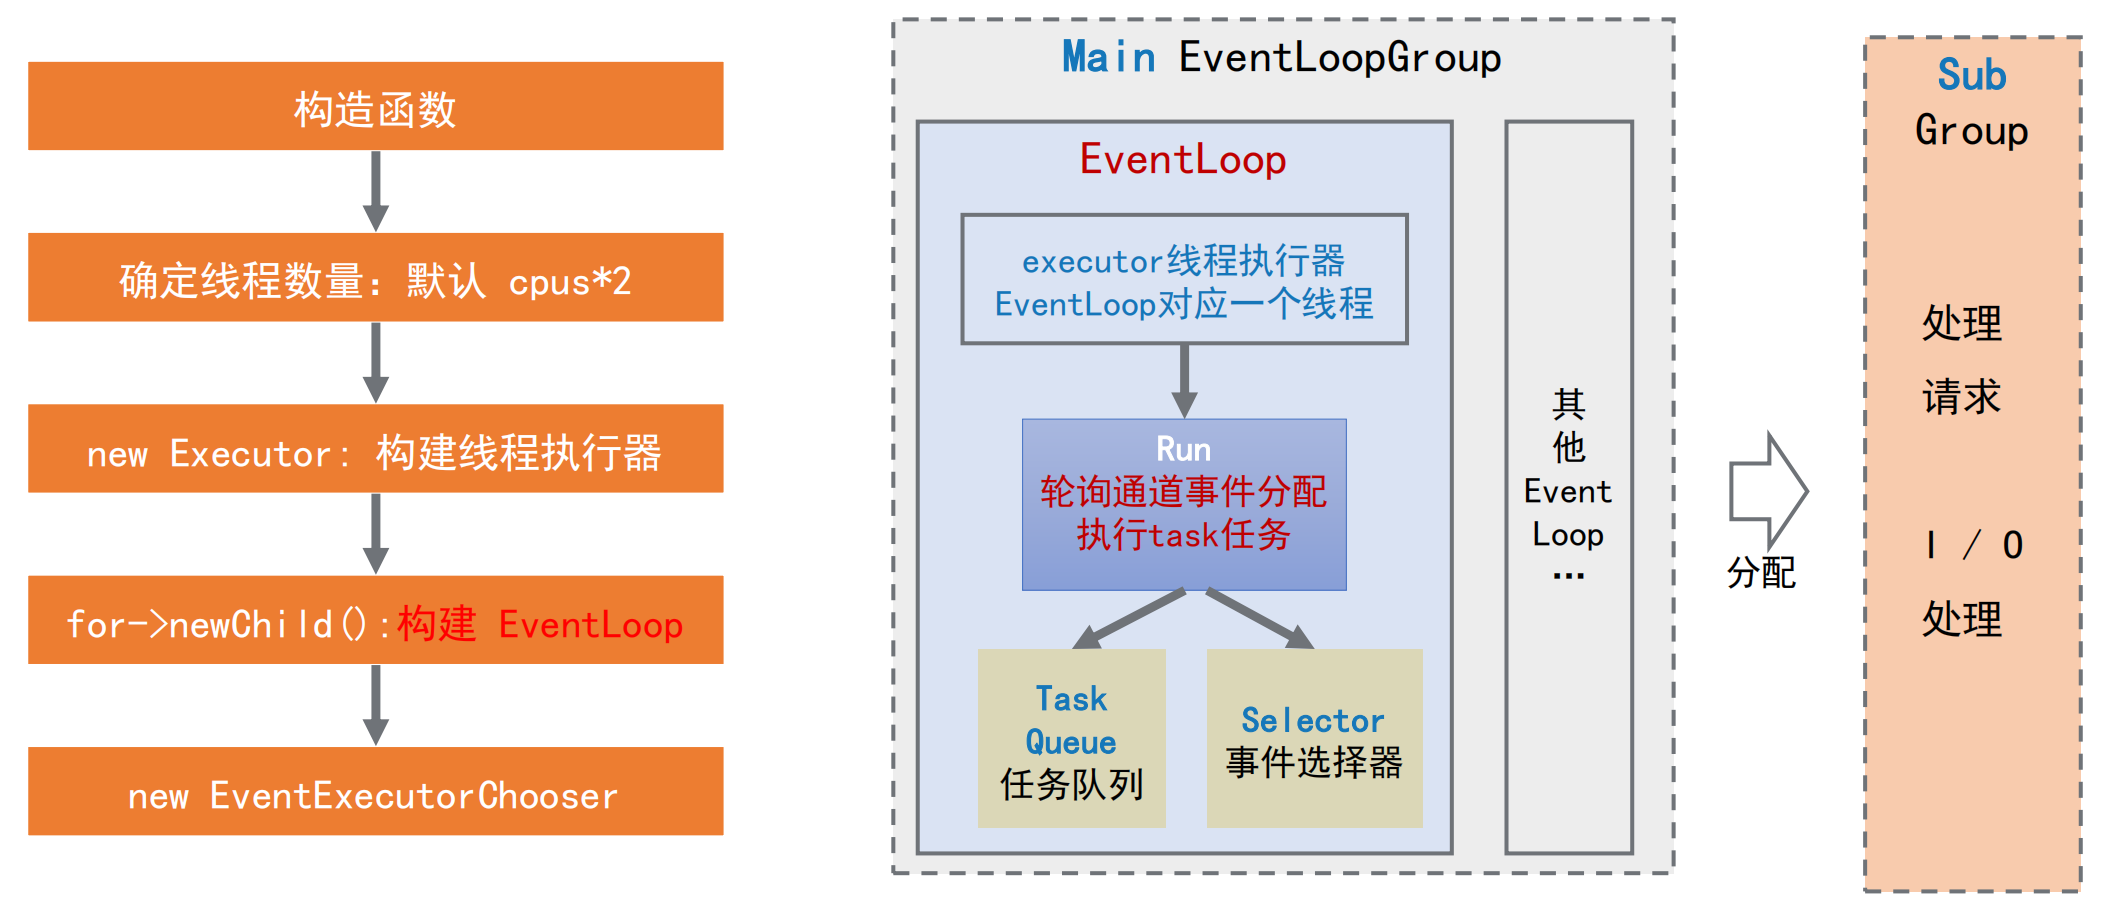 构造函数
确定线程数量：默认 cpus*2
new Executor: 构建线程执行器
for->newChild():构建 EventLoop
new EventExecutorChooser
Main EventLoopGroup
EventLoop
executor线程执行器
EventLoop对应一个线程
Run
轮询通道事件分配
执行task任务
Task
Queue
任务队列
Selector
事件选择器
其
他
Event
Loop
…
分配
Sub
Group
处理
请求
I / O
处理